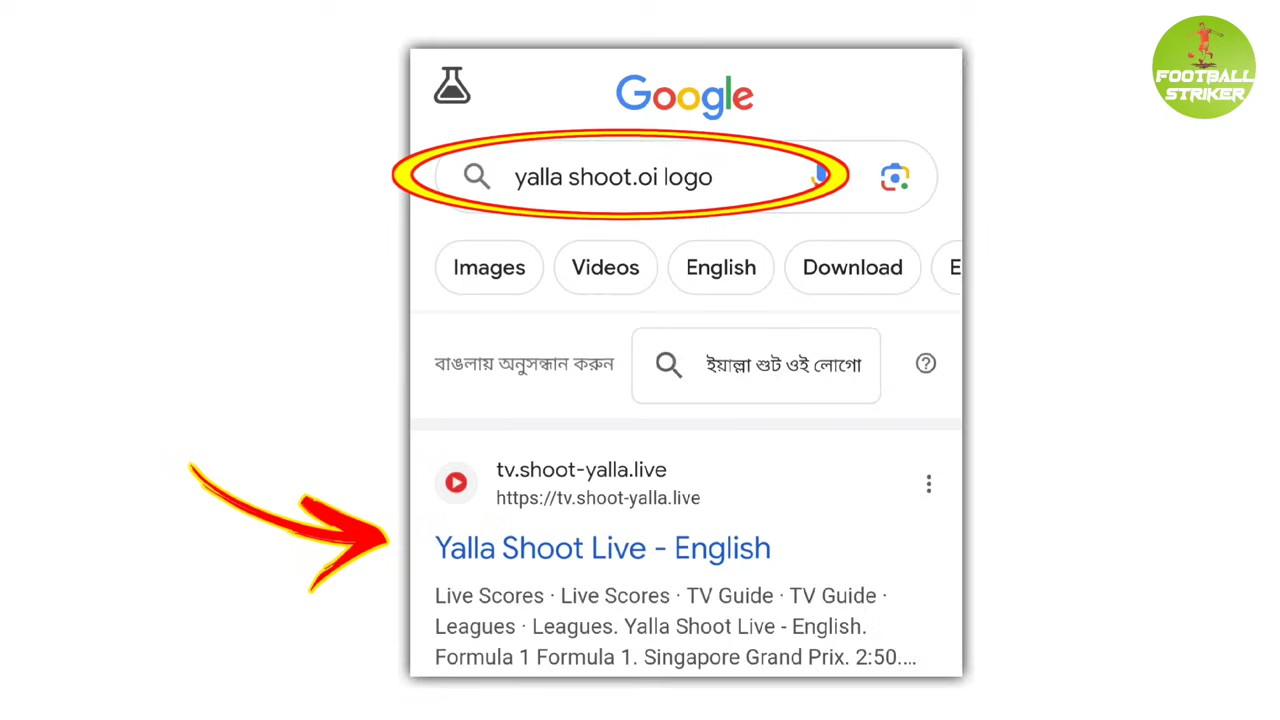 FOOTBALL
STRIKER
Google
yalla shoot.oi logo
Images Videos English Download E
বাঙলায় অনুসন্ধান করুন ইয়াল্লা শুট ওই লোগো
tv.shoot-yalla.live
https://tv.shoot-yalla.live
Yalla Shoot Live - English
Live Scores · Live Scores · TV Guide · TV Guide ·
Leagues · Leagues. Yalla Shoot Live - English.
Formula 1 Formula 1. Singapore Grand Prix. 2:50....